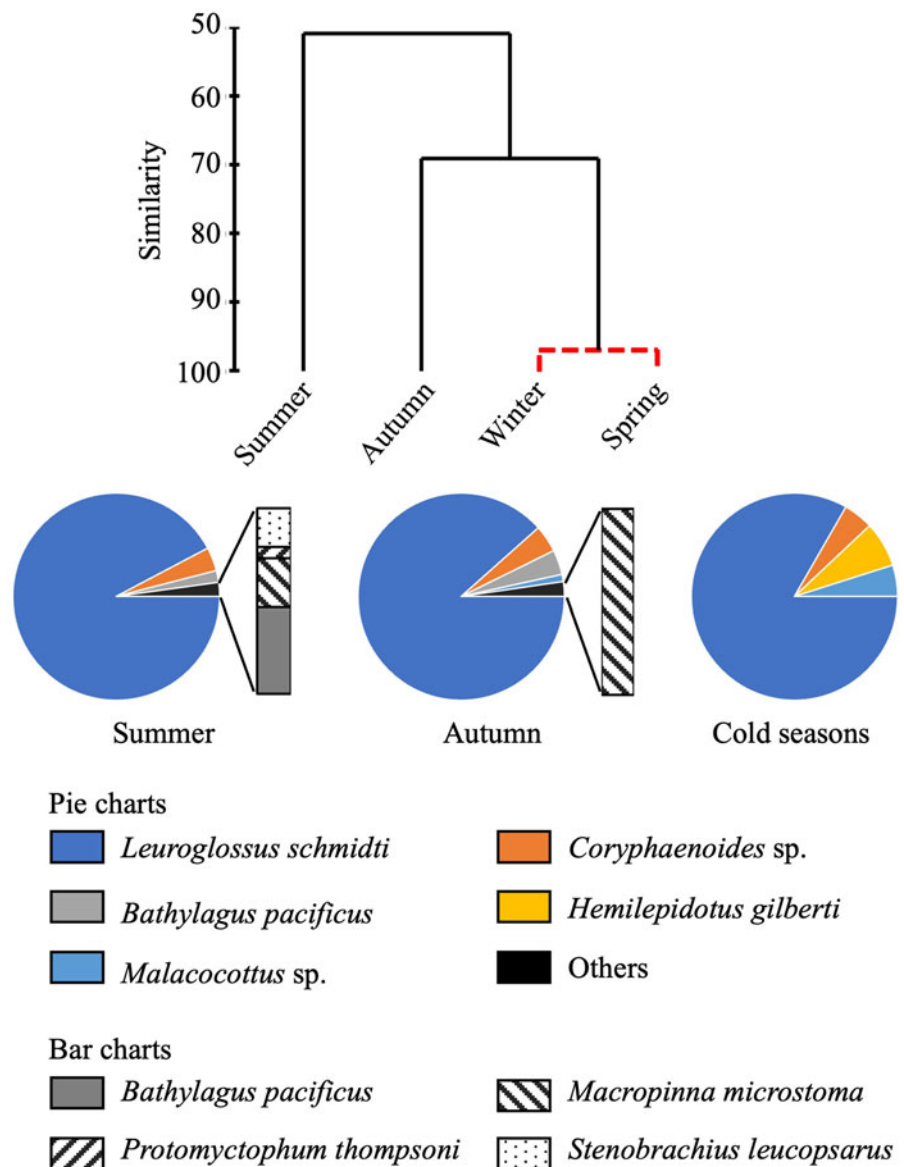 50
60
70
80
90
100
Similarity
Summer
Autumn
Winter
Spring
Summer
Autumn
Cold seasons
Pie charts
Leuroglossus schmidti
Coryphaenoides sp.
Bathylagus pacificus
Hemilepidotus gilberti
Malacocottus sp.
Others
Bar charts
Bathylagus pacificus
Macropinna microstoma
Protomyctophum thompsoni
Stenobrachius leucopsarus